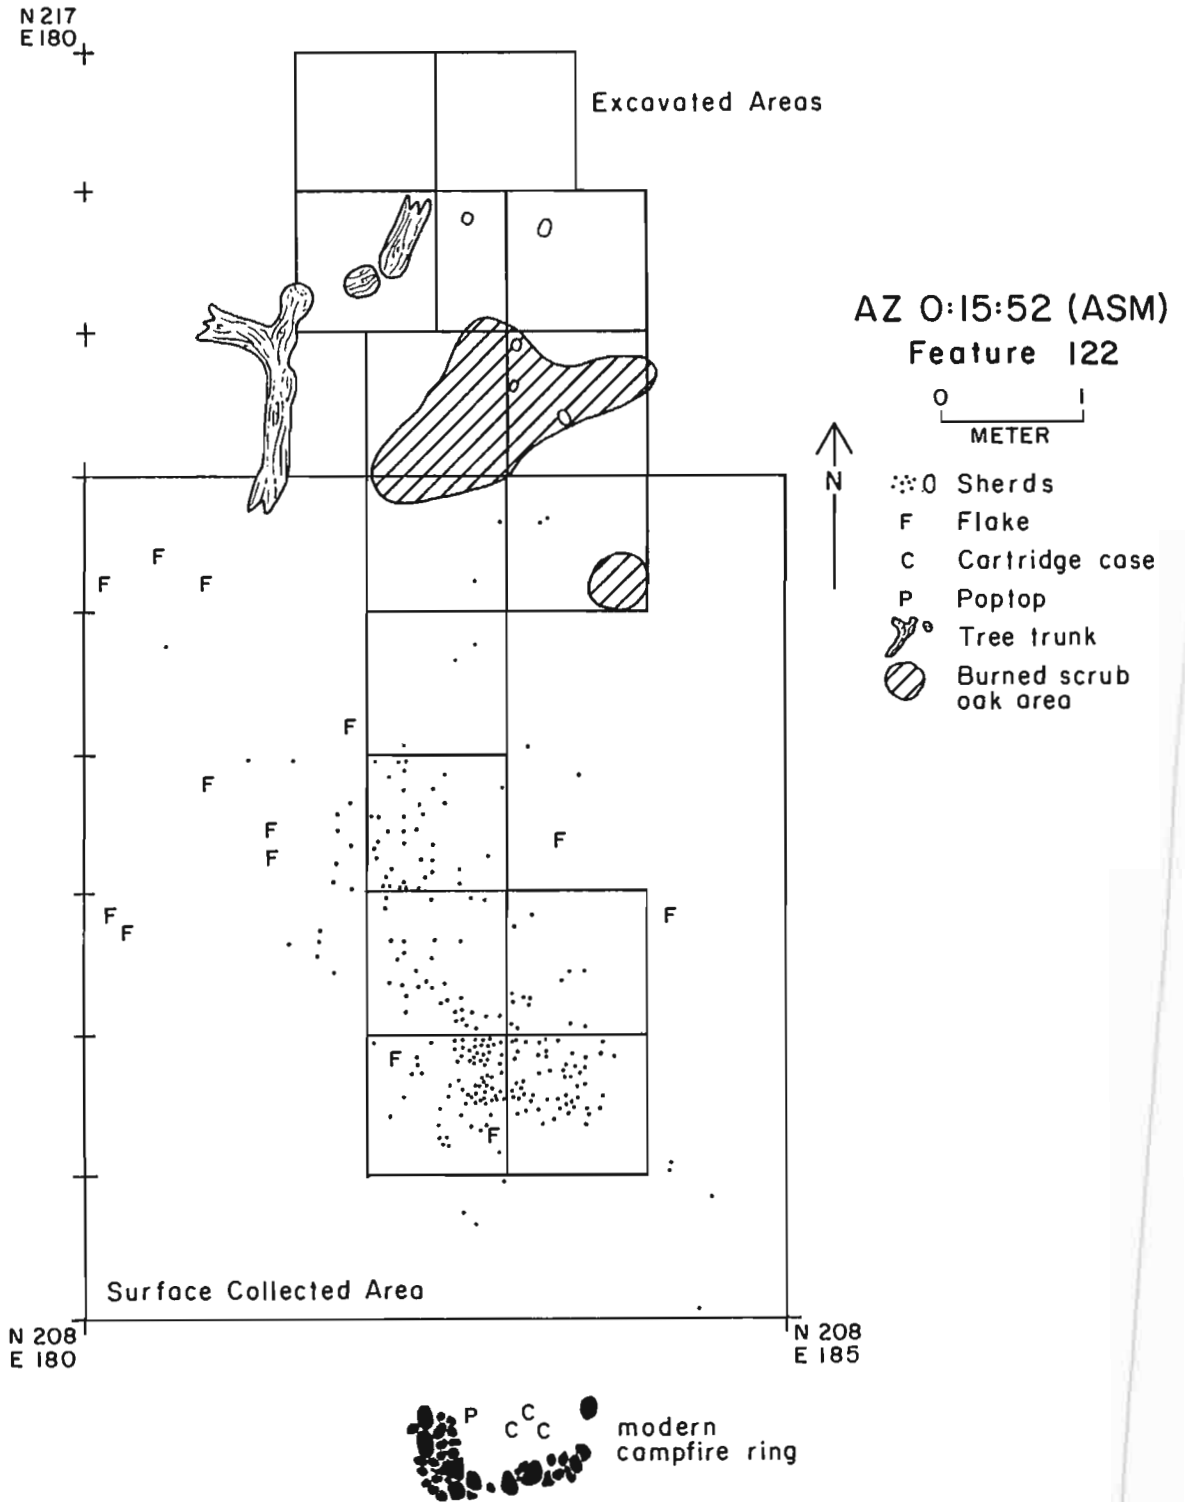 N 217
E 180
Excavated Areas
AZ O:15:52 (ASM)
Feature 122
0 1
METER
N
Sherds
F Flake
C Cartridge case
P Poptop
Tree trunk
Burned scrub
oak area
F
F F
F
F
F
F
F
F
F
F
F
F
Surface Collected Area
N 208
E 180
N 208
E 185
P C
C C
modern
campfire ring